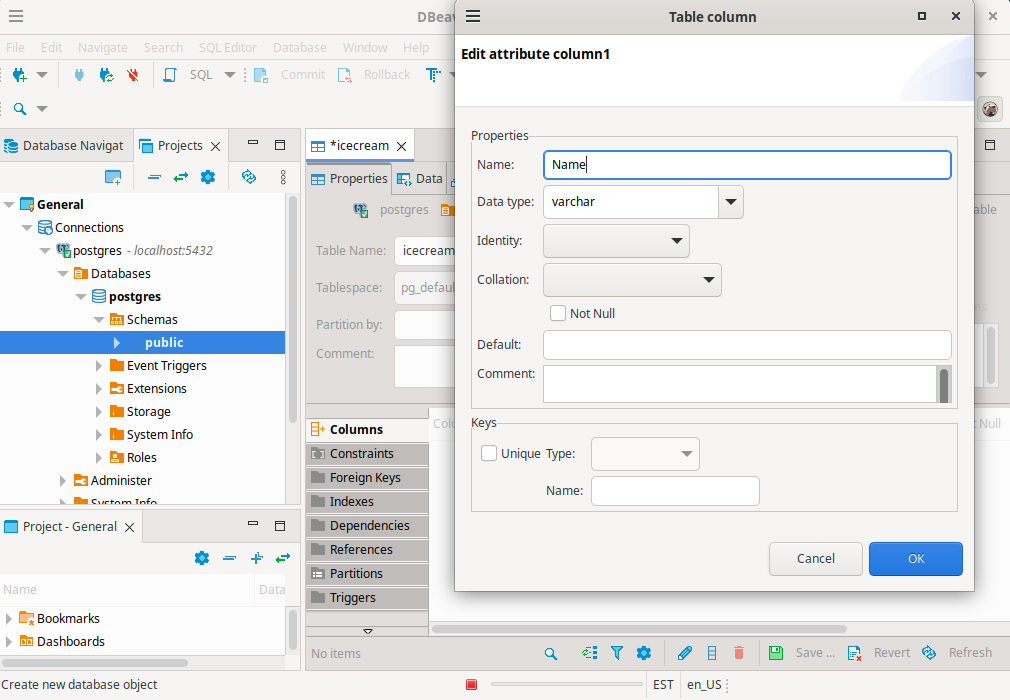 DBeav
Table column
File Edit Navigate Search SQL Editor Database Window Help
Edit attribute column1
SQL Commit Rollback T
Database Navigat
Projects
*icecream
Properties
Data
General
Connections
postgres - localhost:5432
Databases
postgres
Schemas
public
Event Triggers
Extensions
Storage
System Info
Roles
Administer
System Info
postgres
able
Table Name: icecream
Tablespace: pg_defau
Partition by:
Comment:
Columns
Constraints
Foreign Keys
Indexes
Dependencies
References
Partitions
Triggers
Colu
: Null
Properties
Name: Name
Data type: varchar
Identity:
Collation:
Not Null
Default:
Comment:
Keys
Unique Type:
Name:
Cancel OK
Project - General
Name Data
Bookmarks
Dashboards
No items
Save ... Revert Refresh
Create new database object
EST en_US